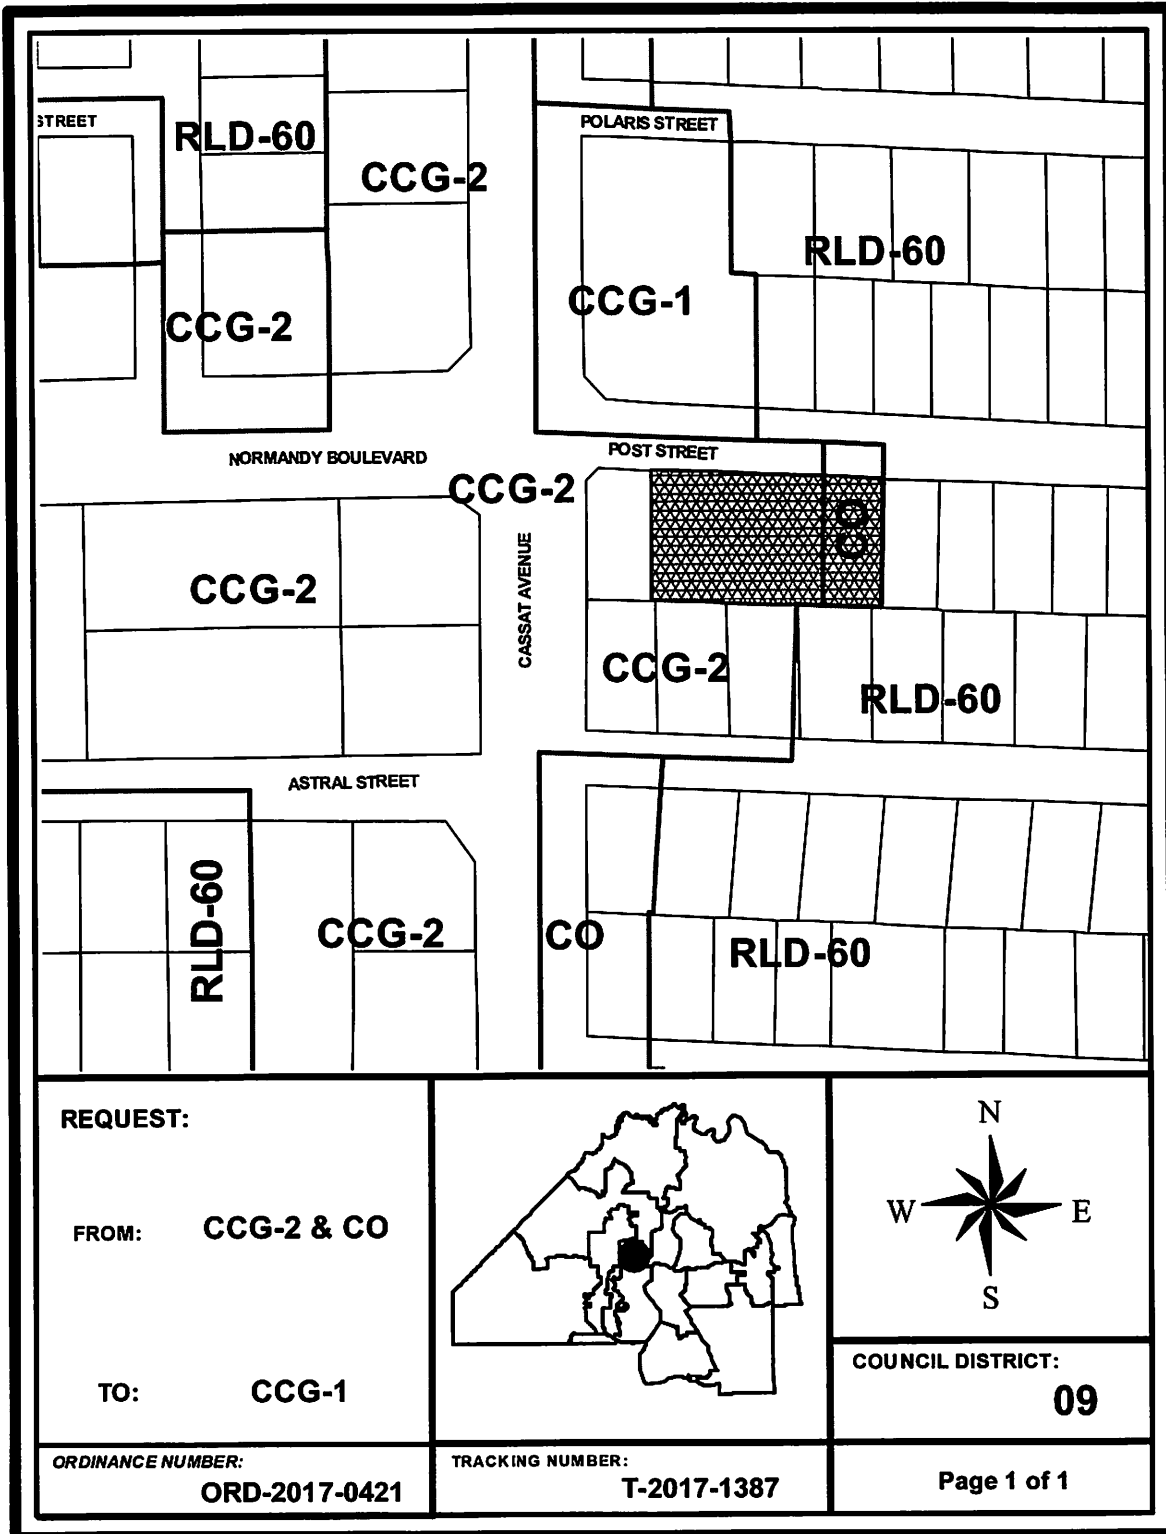 STREET
RLD-60
CCG-2
POLARIS STREET
RLD-60
CCG-1
CCG-2
NORMANDY BOULEVARD
POST STREET
CCG-2
CO
CCG-2
CASSAT AVENUE
CCG-2
RLD-60
ASTRAL STREET
RLD-60
CCG-2
CO
RLD-60
REQUEST:
FROM: CCG-2 & CO
TO: CCG-1
N
W E
S
COUNCIL DISTRICT:
09
ORDINANCE NUMBER:
ORD-2017-0421
TRACKING NUMBER:
T-2017-1387
Page 1 of 1